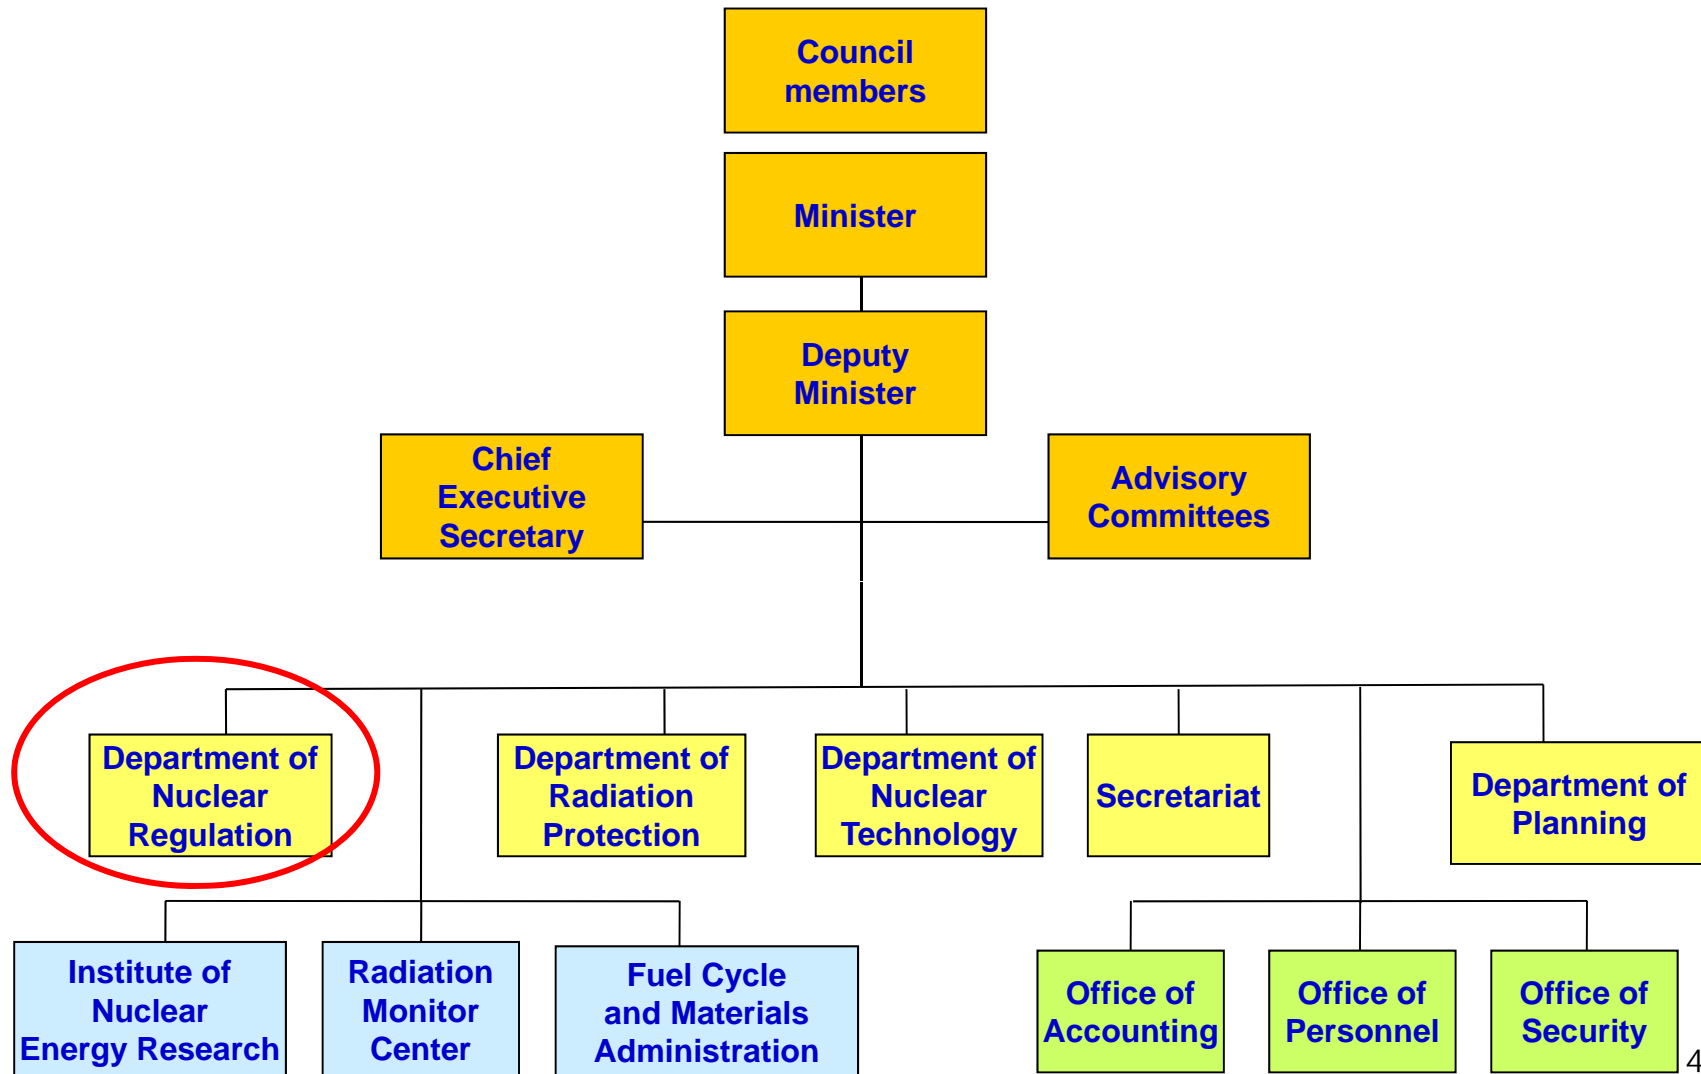 Council
members
Minister
Deputy
Minister
Chief
Executive
Secretary
Advisory
Committees
Department of
Nuclear
Regulation
Department of
Radiation
Protection
Department of
Nuclear
Technology
Secretariat
Department of
Planning
Institute of
Nuclear
Energy Research
Radiation
Monitor
Center
Fuel Cycle
and Materials
Administration
Office of
Accounting
Office of
Personnel
Office of
Security
4